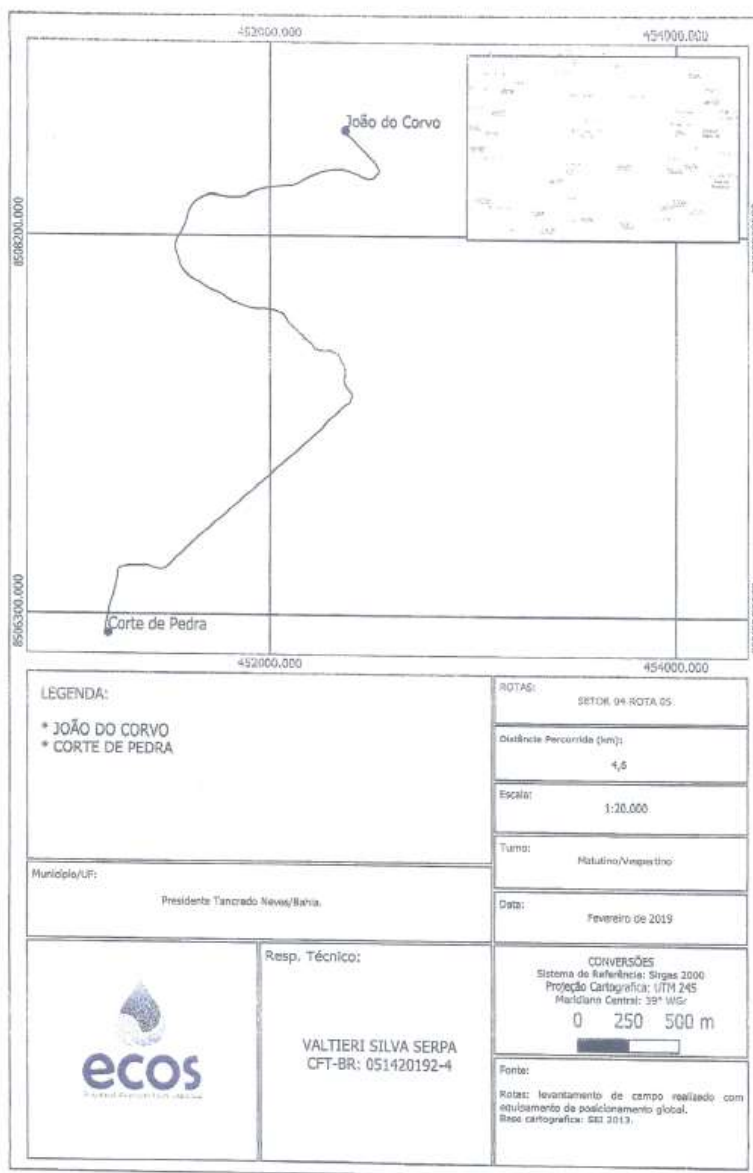 452000.000
454000.000
João do Corvo
8508200.000
8506300.000
Corte de Pedra
452000.000
454000.000
LEGENDA:
* JOÃO DO CORVO
* CORTE DE PEDRA
ROTAS:
SETOR 04 ROTA 05
Distância Percorrida (km):
4,6
Escala:
1:20.000
Turno:
Matutino/Vespertino
Município/UF:
Presidente Tancrado Neves/Bahia.
Data:
Fevereiro de 2019
ecos
Resp. Técnico:
VALTIERI SILVA SERPA
CFT-BR: 051420192-4
CONVERSÕES
Sistema de Referência: Sirgas 2000
Projeção Cartografica: UTM 24S
Meridiano Central: 39° WGr
0 250 500 m
Fonte:
Rotas: levantamento de campo realizado com
equipamento de posicionamento global.
Base cartografica: SEI 2013.